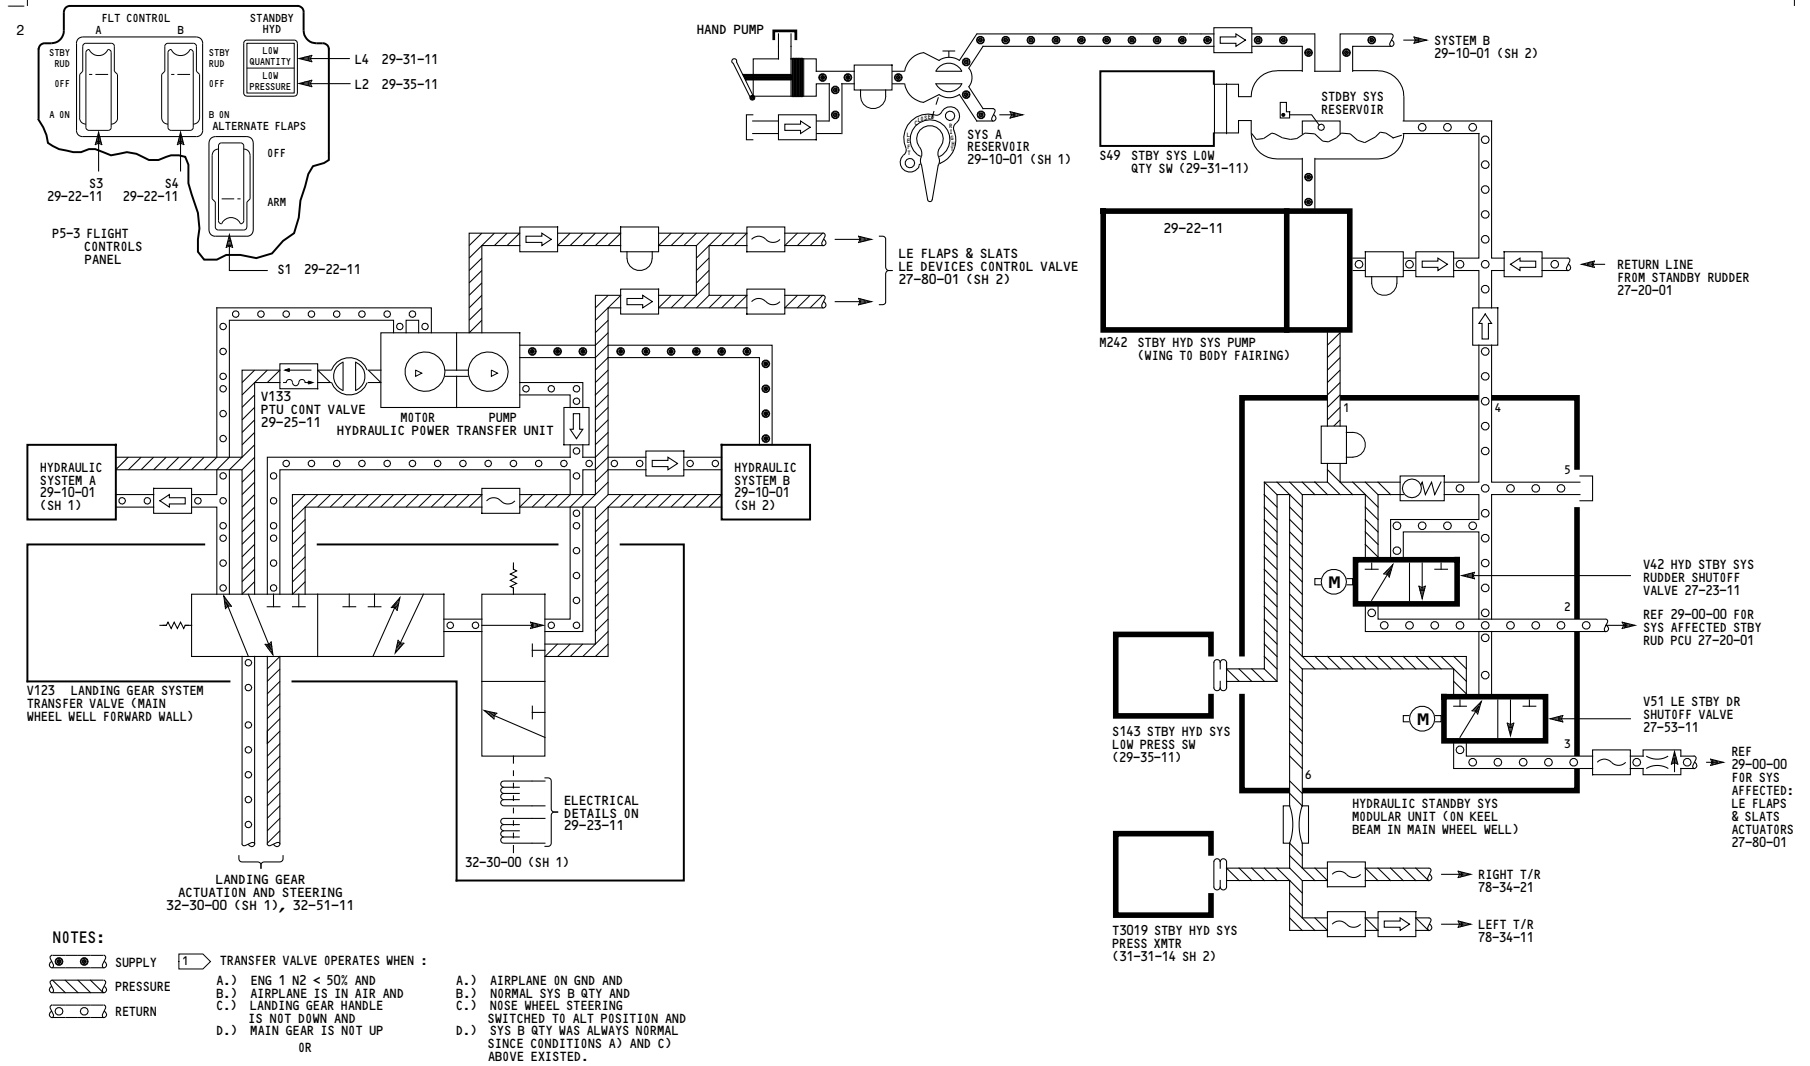 2
FLT CONTROL
A
B
STANDBY
HYD
STBY
RUD
STBY
RUD
LOW
QUANTITY
LOW
PRESSURE
L4 29-31-11
L2 29-35-11
OFF
OFF
A ON
B ON
ALTERNATE FLAPS
OFF
ARM
S3
29-22-11
S4
29-22-11
P5-3 FLIGHT
CONTROLS
PANEL
S1 29-22-11
HAND PUMP
CLOSED
SYS A
RESERVOIR
29-10-01 (SH 1)
SYSTEM B
29-10-01 (SH 2)
STDBY SYS
RESERVOIR
S49 STBY SYS LOW
QTY SW (29-31-11)
29-22-11
M242 STBY HYD SYS PUMP
(WING TO BODY FAIRING)
RETURN LINE
FROM STANDBY RUDDER
27-20-01
LE FLAPS & SLATS
LE DEVICES CONTROL VALVE
27-80-01 (SH 2)
V133
PTU CONT VALVE
29-25-11
MOTOR
PUMP
HYDRAULIC POWER TRANSFER UNIT
HYDRAULIC
SYSTEM A
29-10-01
(SH 1)
HYDRAULIC
SYSTEM B
29-10-01
(SH 2)
1
4
5
M
V42 HYD STBY SYS
RUDDER SHUTOFF
VALVE 27-23-11
2
REF 29-00-00 FOR
SYS AFFECTED STBY
RUD PCU 27-20-01
M
V51 LE STBY DR
SHUTOFF VALVE
27-53-11
3
REF
29-00-00
FOR SYS
AFFECTED:
LE FLAPS
& SLATS
ACTUATORS
27-80-01
S143 STBY HYD SYS
LOW PRESS SW
(29-35-11)
6
HYDRAULIC STANDBY SYS
MODULAR UNIT (ON KEEL
BEAM IN MAIN WHEEL WELL)
V123 LANDING GEAR SYSTEM
TRANSFER VALVE (MAIN
WHEEL WELL FORWARD WALL)
ELECTRICAL
DETAILS ON
29-23-11
32-30-00 (SH 1)
LANDING GEAR
ACTUATION AND STEERING
32-30-00 (SH 1), 32-51-11
RIGHT T/R
78-34-21
LEFT T/R
78-34-11
T3019 STBY HYD SYS
PRESS XMTR
(31-31-14 SH 2)
NOTES:
SUPPLY
PRESSURE
RETURN
1 TRANSFER VALVE OPERATES WHEN :
A.) ENG 1 N2 < 50% AND
B.) AIRPLANE IS IN AIR AND
C.) LANDING GEAR HANDLE
IS NOT DOWN AND
D.) MAIN GEAR IS NOT UP
OR
A.) AIRPLANE ON GND AND
B.) NORMAL SYS B QTY AND
C.) NOSE WHEEL STEERING
SWITCHED TO ALT POSITION AND
D.) SYS B QTY WAS ALWAYS NORMAL
SINCE CONDITIONS A) AND C)
ABOVE EXISTED.